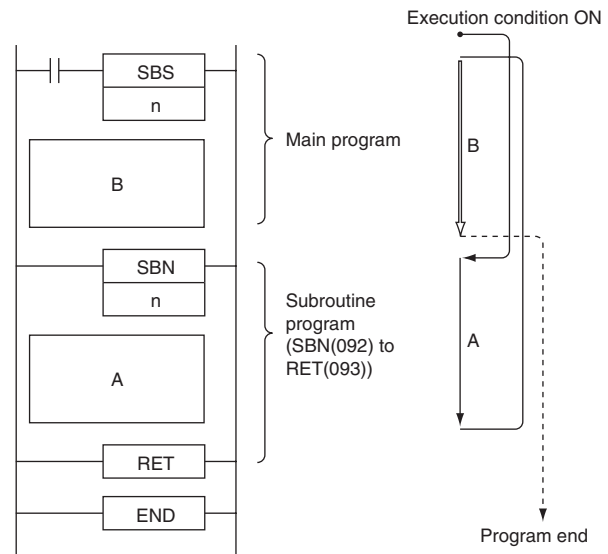 Execution condition ON
SBS
n
Main program
B
B
SBN
n
Subroutine
program
(SBN(092) to
RET(093))
A
A
RET
END
Program end